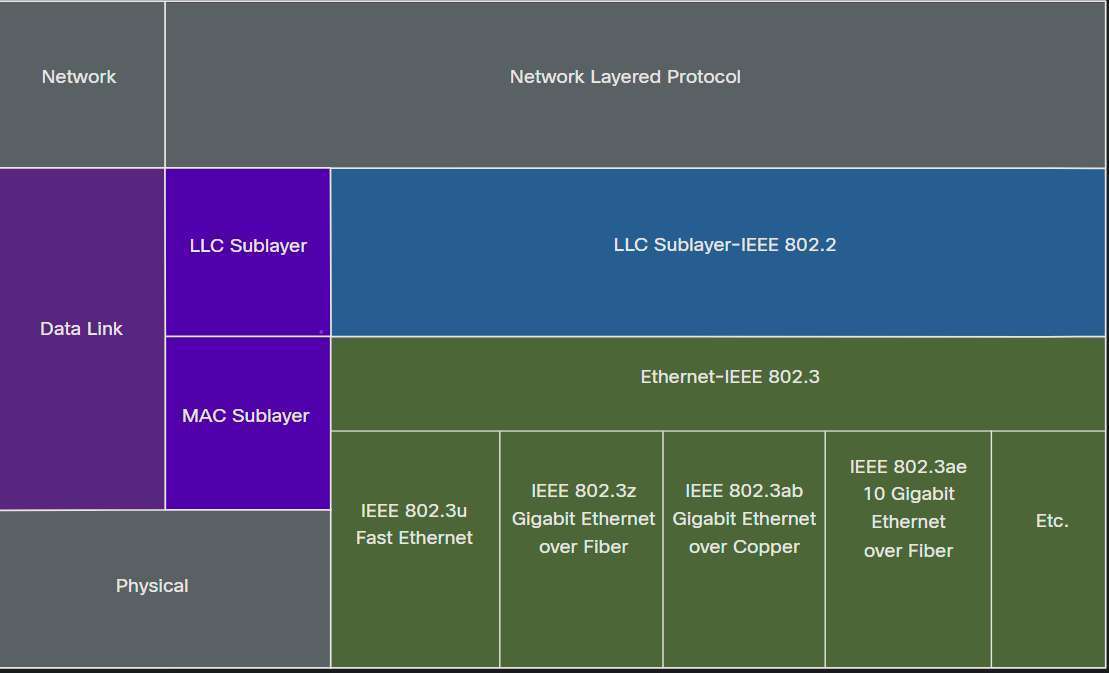 Network
Network Layered Protocol
Data Link
LLC Sublayer
LLC Sublayer-IEEE 802.2
MAC Sublayer
Ethernet-IEEE 802.3
IEEE 802.3u
Fast Ethernet
IEEE 802.3z
Gigabit Ethernet
over Fiber
IEEE 802.3ab
Gigabit Ethernet
over Copper
IEEE 802.3ae
10 Gigabit
Ethernet
over Fiber
Etc.
Physical